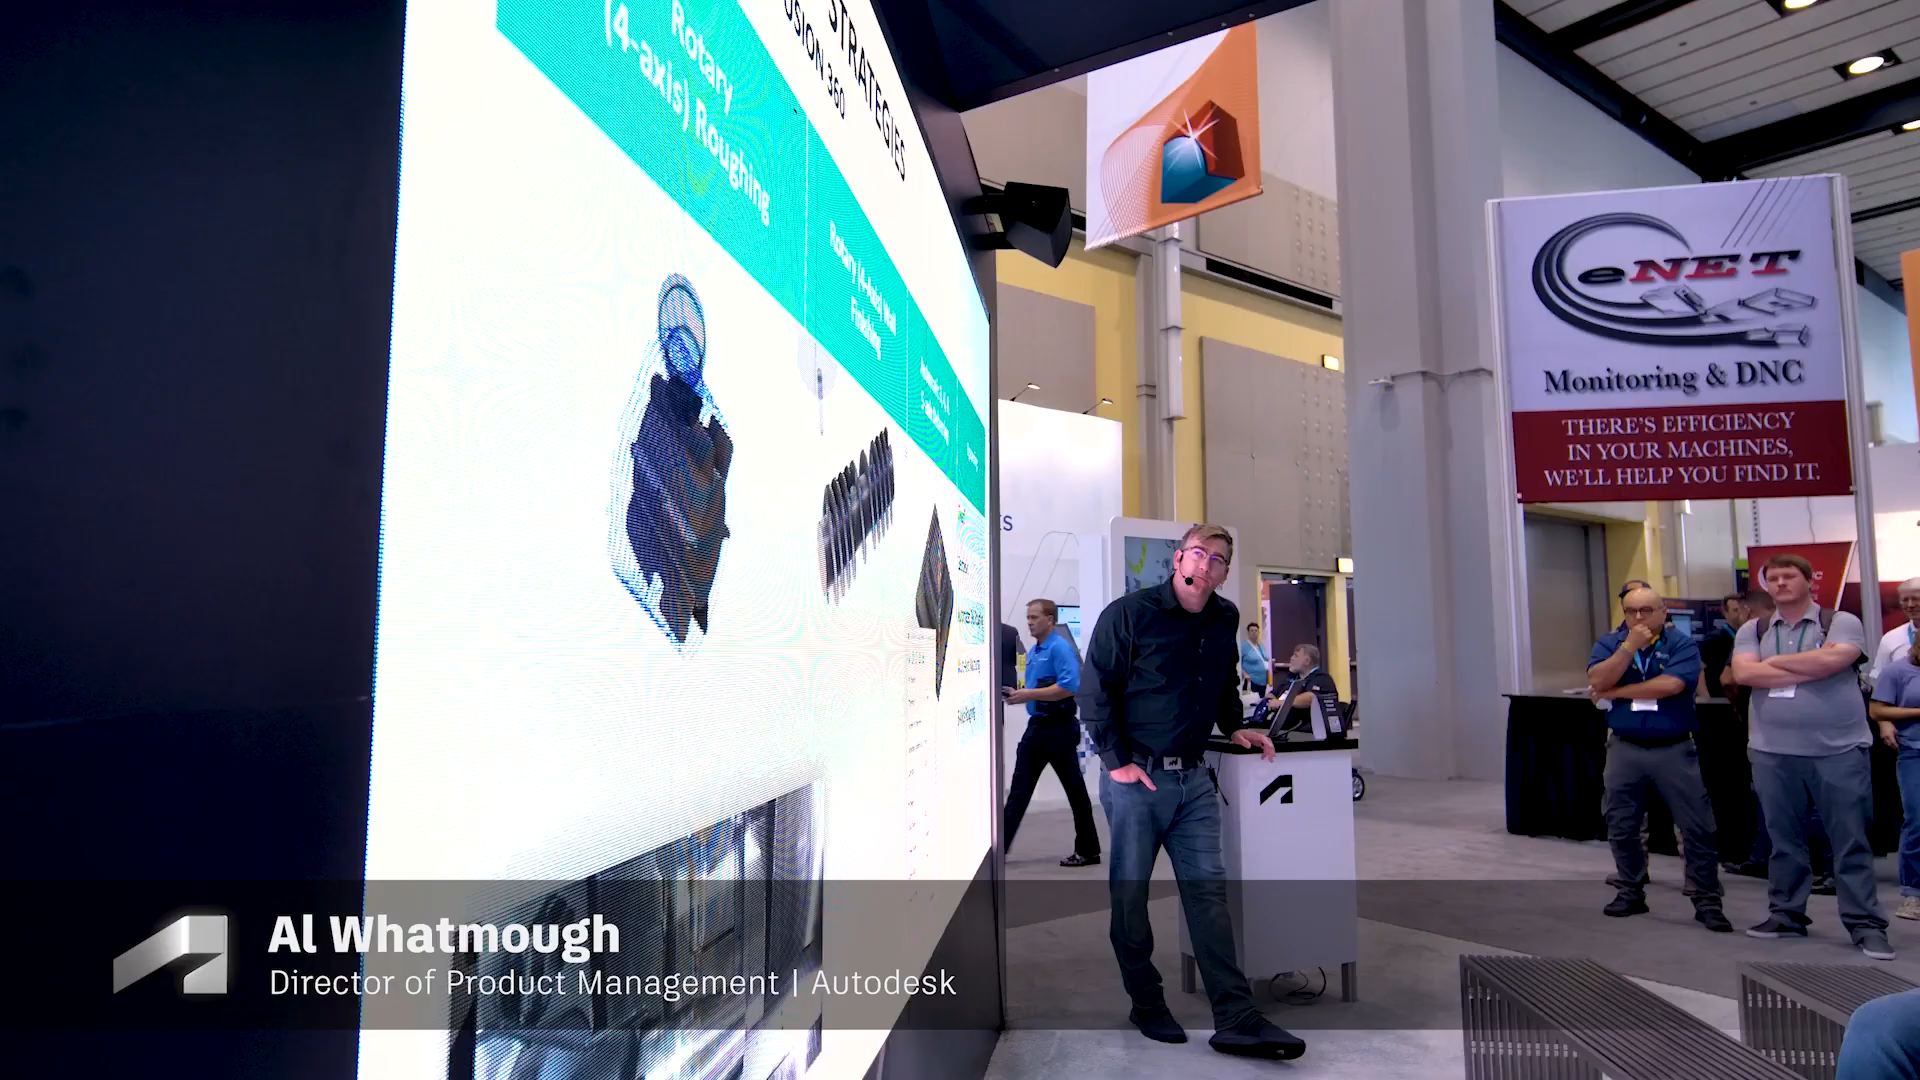 STRATEGIES
FUSION 360
Rotary
(4-axis) Roughing
Rotary (4-Axis)
Finishing
eNET
Monitoring & DNC
THERE'S EFFICIENCY
IN YOUR MACHINES,
WE'LL HELP YOU FIND IT.
Al Whatmough
Director of Product Management | Autodesk